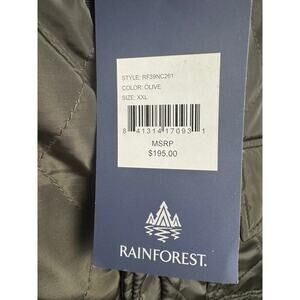 STYLE: RF39NC261
COLOR: OLIVE
SIZE: XXL
8 41314 17093 1
MSRP
$195.00
RAINFOREST.